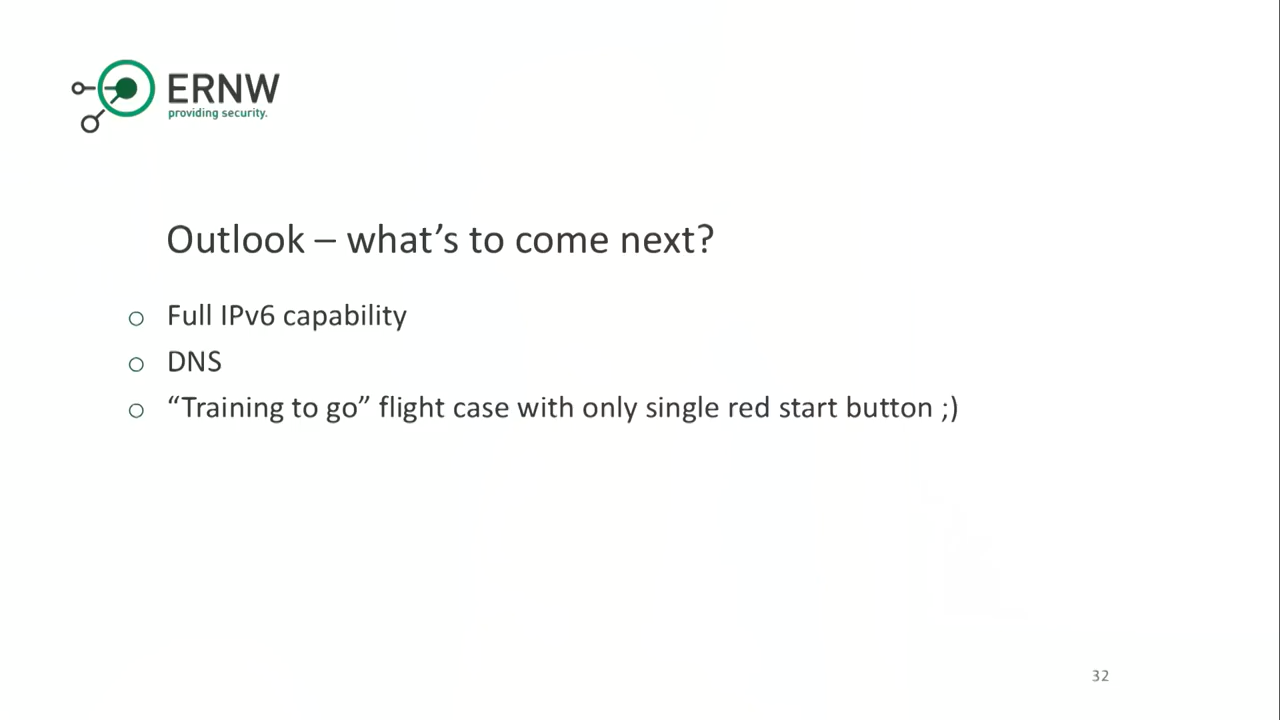 ERNW
providing security.
Outlook – what’s to come next?
○ Full IPv6 capability
○ DNS
○ “Training to go” flight case with only single red start button ;)
32